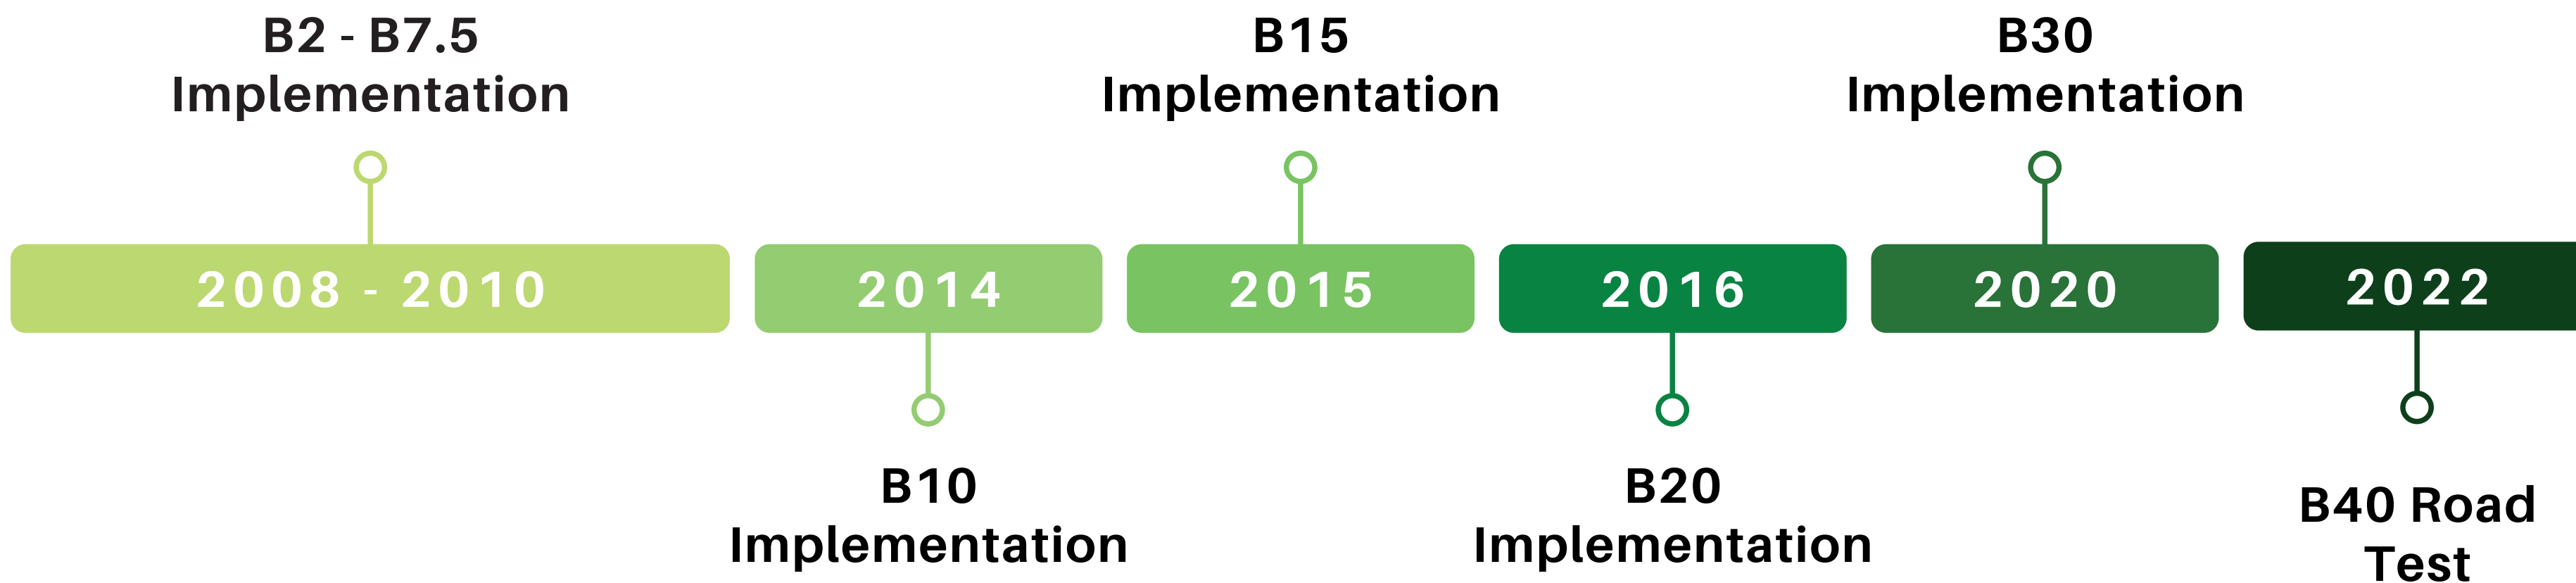 B2 - B7.5
Implementation
B15
Implementation
B30
Implementation
2008 - 2010
2014
2015
2016
2020
2022
B10
Implementation
B20
Implementation
B40 Road
Test